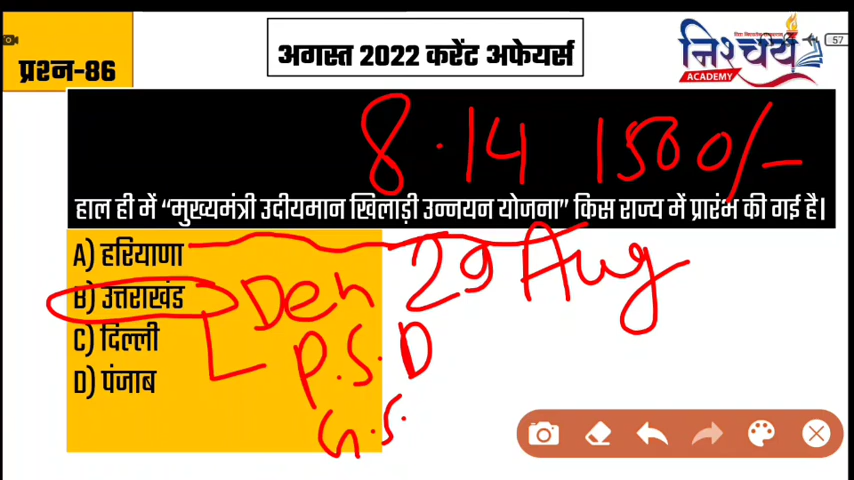 प्रश्न-86
अगस्त 2022 करेंट अफेयर्स
निश्चय
ACADEMY
57
8.14 1500/-
हाल ही में “मुख्यमंत्री उदीयमान खिलाड़ी उन्नयन योजना” किस राज्य में प्रारंभ की गई है।
A) हरियाणा
B) उत्तराखंड
C) दिल्ली
D) पंजाब
Deh 29 Aug
P.S.D
G.S.